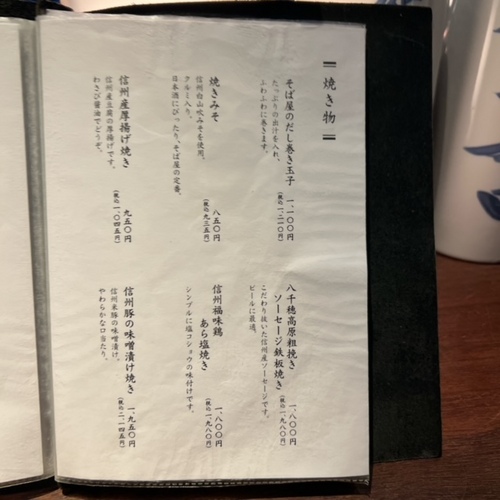 焼き物
そば屋のだし巻き玉子
一、一〇〇円
(税込 一、二一〇円)
たっぷりの出汁を入れ、
ふわふわに巻きます。
焼きみそ
八五〇円
(税込 九三五円)
信州白山吹みそを使用。
クルミ入り。
日本酒にぴったり、そば屋の定番。
信州産厚揚げ焼き
九五〇円
(税込 一、〇四五円)
信州産豆腐の厚揚げです。
わさび醤油でどうぞ。
八千穂高原粗挽き
ソーセージ鉄板焼き
一、八〇〇円
(税込 一、九八〇円)
こだわり抜いた信州産ソーセージです。
ビールに最適。
信州福味鶏
あら塩焼き
一、八〇〇円
(税込 一、九八〇円)
シンプルに塩コショウの味付けです。
信州豚の味噌漬け焼き
一、九五〇円
(税込 二、一四五円)
信州米豚の味噌漬け。
やわらかな口当たり。